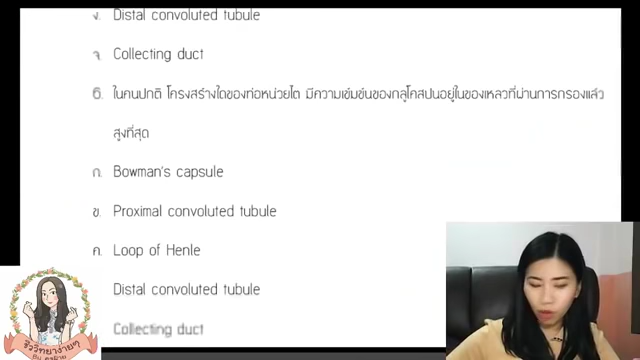 ง. Distal convoluted tubule
จ. Collecting duct
6. ในคนปกติ โครงสร้างใดของท่อหน่วยไต มีความเข้มข้นของกลูโคสปนอยู่ในของเหลวที่ผ่านการกรองแล้ว
สูงที่สุด
ก. Bowman's capsule
ข. Proximal convoluted tubule
ค. Loop of Henle
Distal convoluted tubule
Collecting duct
ชีววิทยาง่ายๆ